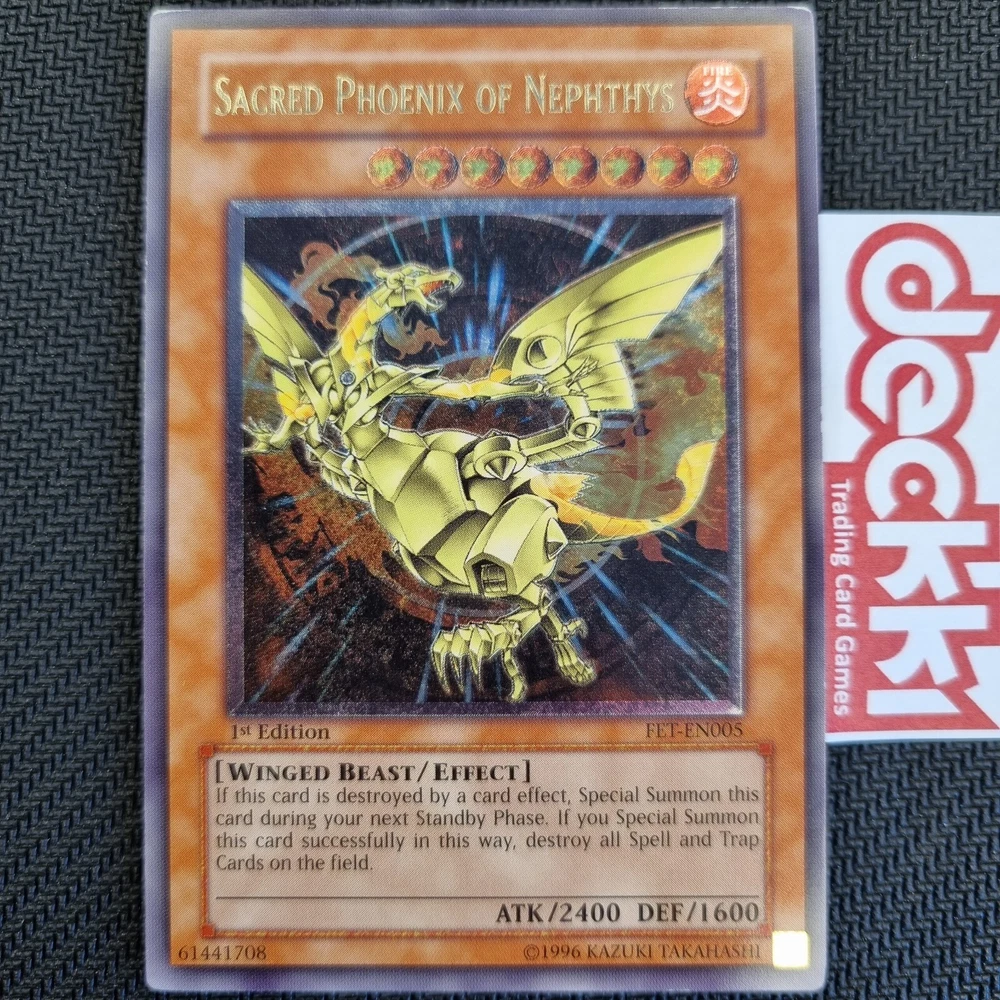 SACRED PHOENIX OF NEPHTHYS
FIRE
炎
1st Edition
FET-EN005
[WINGED BEAST/EFFECT]
If this card is destroyed by a card effect, Special Summon this
card during your next Standby Phase. If you Special Summon
this card successfully in this way, destroy all Spell and Trap
Cards on the field.
ATK/2400 DEF/1600
61441708
©1996 KAZUKI TAKAHASHI
deckki
Trading Card Games